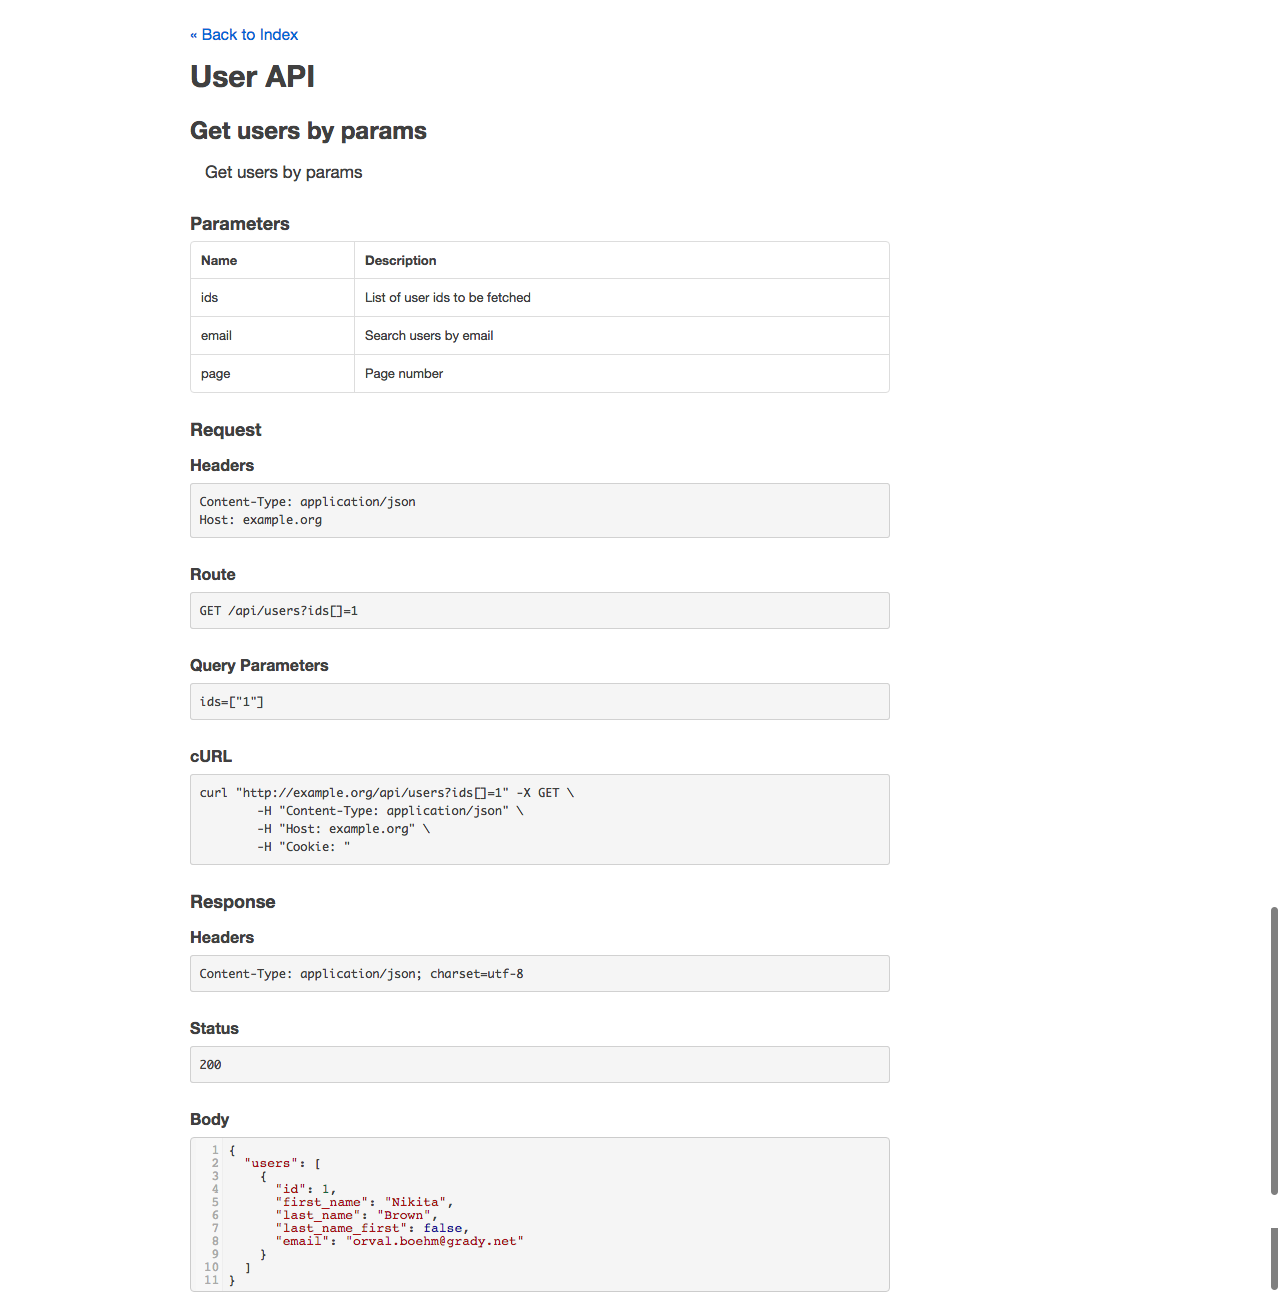 « Back to Index
User API
Get users by params
Get users by params
Parameters
Name Description
ids List of user ids to be fetched
email Search users by email
page Page number
Request
Headers
Content-Type: application/json
Host: example.org
Route
GET /api/users?ids[]=1
Query Parameters
ids=["1"]
cURL
curl "http://example.org/api/users?ids[]=1" -X GET \
-H "Content-Type: application/json" \
-H "Host: example.org" \
-H "Cookie: "
Response
Headers
Content-Type: application/json; charset=utf-8
Status
200
Body
1 {
2 "users": [
3 {
4 "id": 1,
5 "first_name": "Nikita",
6 "last_name": "Brown",
7 "last_name_first": false,
8 "email": "orval.boehm@grady.net"
9 }
10 ]
11 }